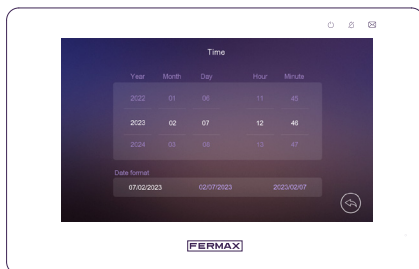 Time
Year Month Day Hour Minute
2022 01 06 11 45
2023 02 07 12 46
2024 03 08 13 47
Date format
07/02/2023 02/07/2023 2023/02/07
FERMAX